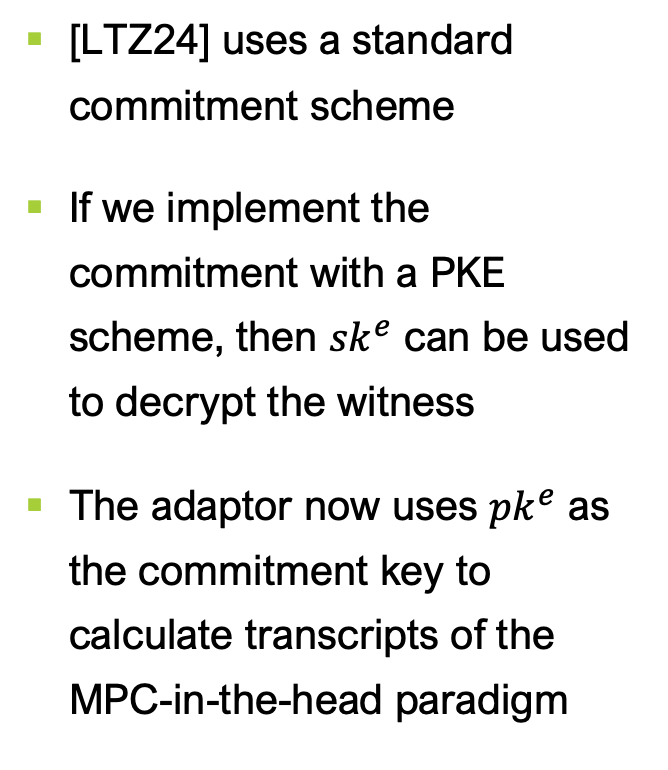 ▪ [LTZ24] uses a standard
commitment scheme
▪ If we implement the
commitment with a PKE
scheme, then skᵉ can be used
to decrypt the witness
▪ The adaptor now uses pkᵉ as
the commitment key to
calculate transcripts of the
MPC-in-the-head paradigm